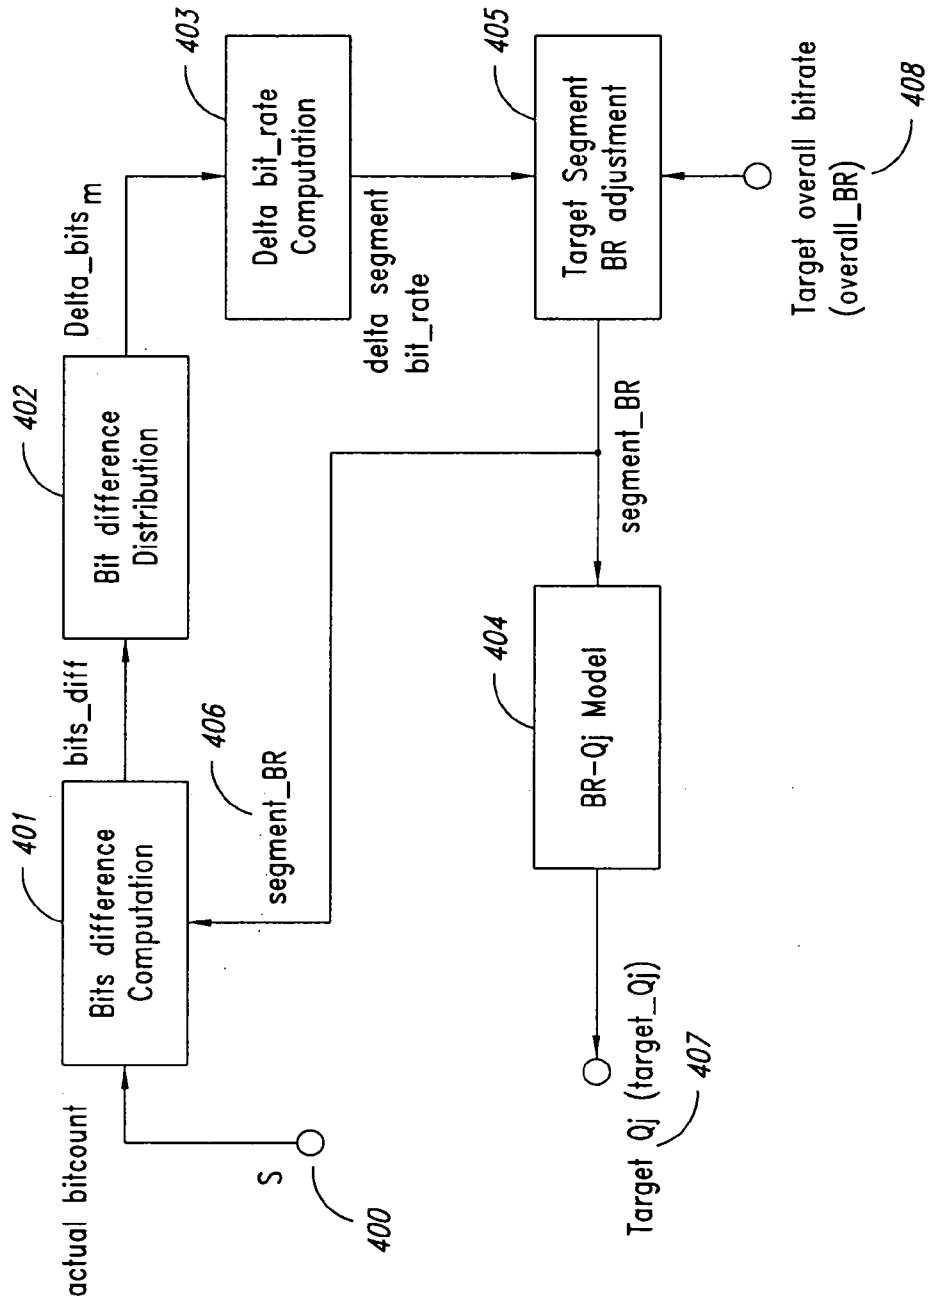 actual bitcount
S
400
401
Bits difference
Computation
bits_diff
402
Bit difference
Distribution
Delta_bits m
403
Delta bit_rate
Computation
delta segment
bit_rate
segment_BR
406
405
Target Segment
BR adjustment
segment_BR
404
BR-Qj Model
Target Qj (target_Qj)
407
Target overall bitrate
(overall_BR)
408